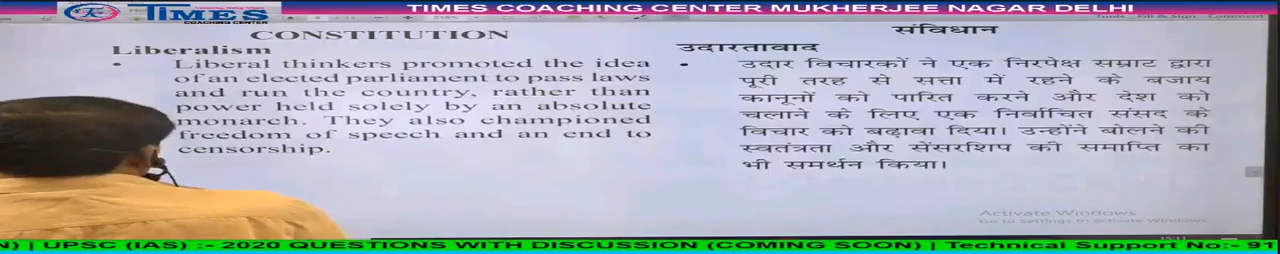 TIMES COACHING CENTER MUKHERJEE NAGAR DELHI
TIMES
COACHING CENTER
CONSTITUTION
Liberalism
• Liberal thinkers promoted the idea
of an elected parliament to pass laws
and run the country, rather than
power held solely by an absolute
monarch. They also championed
freedom of speech and an end to
censorship.
संविधान
उदारतावाद
• उदार विचारकों ने एक निरपेक्ष सम्राट द्वारा
पूरी तरह से सत्ता में रहने के बजाय
कानूनों को पारित करने और देश को
चलाने के लिए एक निर्वाचित संसद के
विचार को बढ़ावा दिया। उन्होंने बोलने की
स्वतंत्रता और सेंसरशिप की समाप्ति का
भी समर्थन किया।
Activate Windows
Go to Settings to activate Windows.
N) | UPSC (IAS) :- 2020 QUESTIONS WITH DISCUSSION (COMING SOON) | Technical Support No:- 91